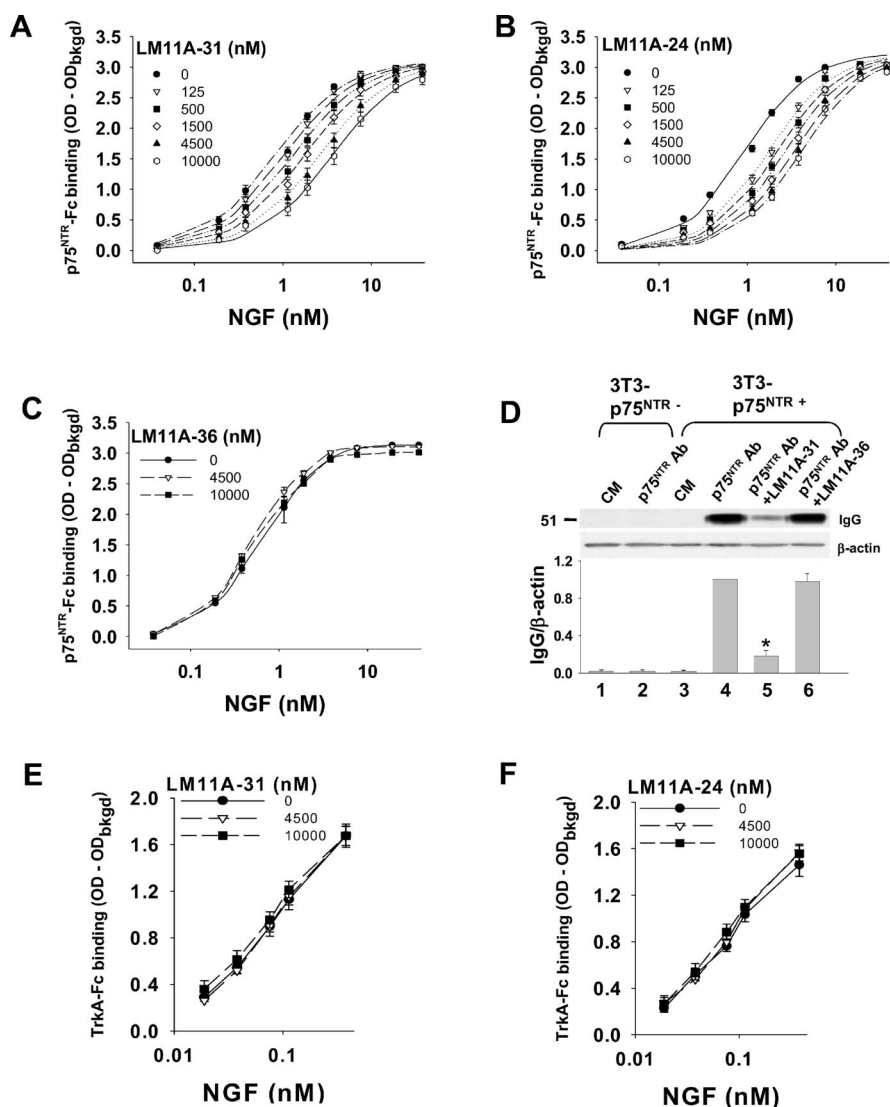 A
LM11A-31 (nM)
0
125
500
1500
4500
10000
p75NTR-Fc binding (OD - ODbkgd)
3.5
3.0
2.5
2.0
1.5
1.0
0.5
0.0
0.1
1
10
NGF (nM)
B
LM11A-24 (nM)
0
125
500
1500
4500
10000
p75NTR-Fc binding (OD - ODbkgd)
3.5
3.0
2.5
2.0
1.5
1.0
0.5
0.0
0.1
1
10
NGF (nM)
C
LM11A-36 (nM)
0
4500
10000
p75NTR-Fc binding (OD - ODbkgd)
3.5
3.0
2.5
2.0
1.5
1.0
0.5
0.0
0.1
1
10
NGF (nM)
D
3T3-
p75NTR -
3T3-
p75NTR +
CM
p75NTR Ab
CM
p75NTR Ab
p75NTR Ab
+LM11A-31
p75NTR Ab
+LM11A-36
51
IgG
β-actin
IgG/β-actin
1.2
0.8
0.4
0.0
*
1 2 3 4 5 6
E
LM11A-31 (nM)
0
4500
10000
TrkA-Fc binding (OD - ODbkgd)
2.0
1.6
1.2
0.8
0.4
0.0
0.01
0.1
NGF (nM)
F
LM11A-24 (nM)
0
4500
10000
TrkA-Fc binding (OD - ODbkgd)
2.0
1.6
1.2
0.8
0.4
0.0
0.01
0.1
NGF (nM)